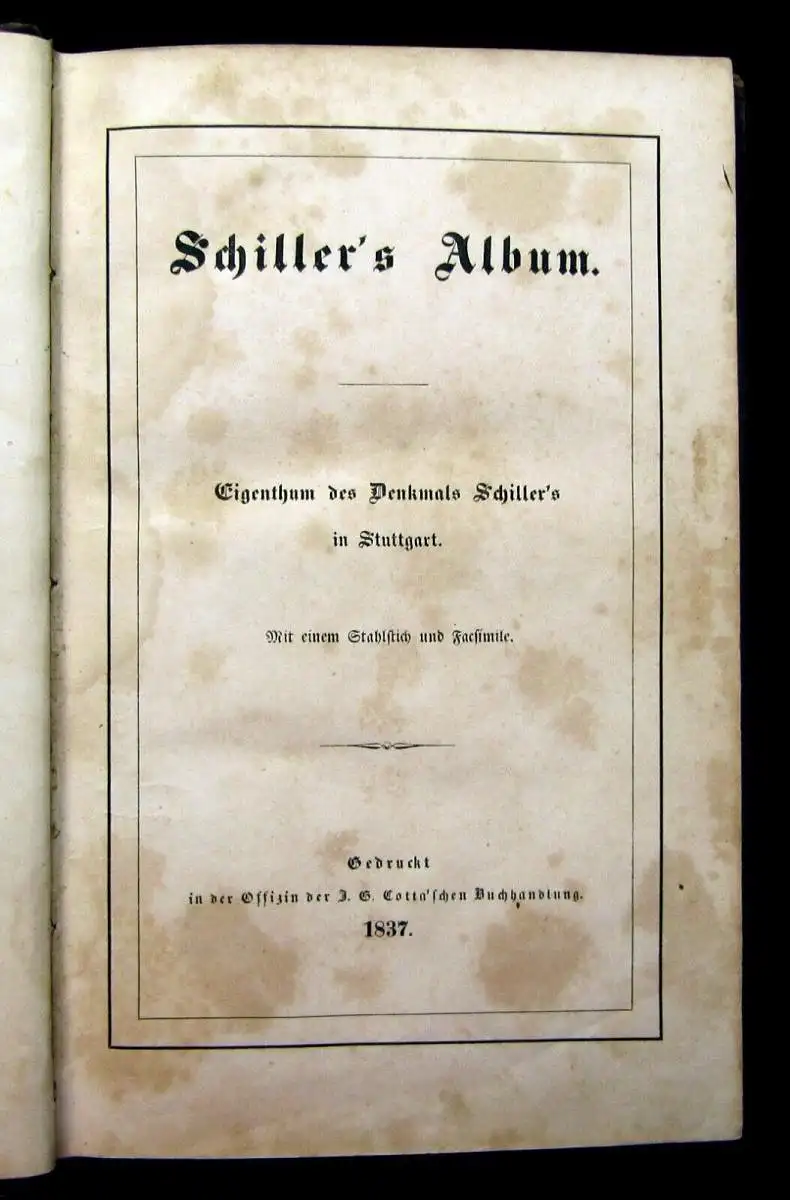 Schiller's Album.
Eigenthum des Denkmals Schiller's
in Stuttgart.
Mit einem Stahlstich und Facsimile.
Gedruckt
in der Offizin der J. G. Cotta'schen Buchhandlung.
1837.